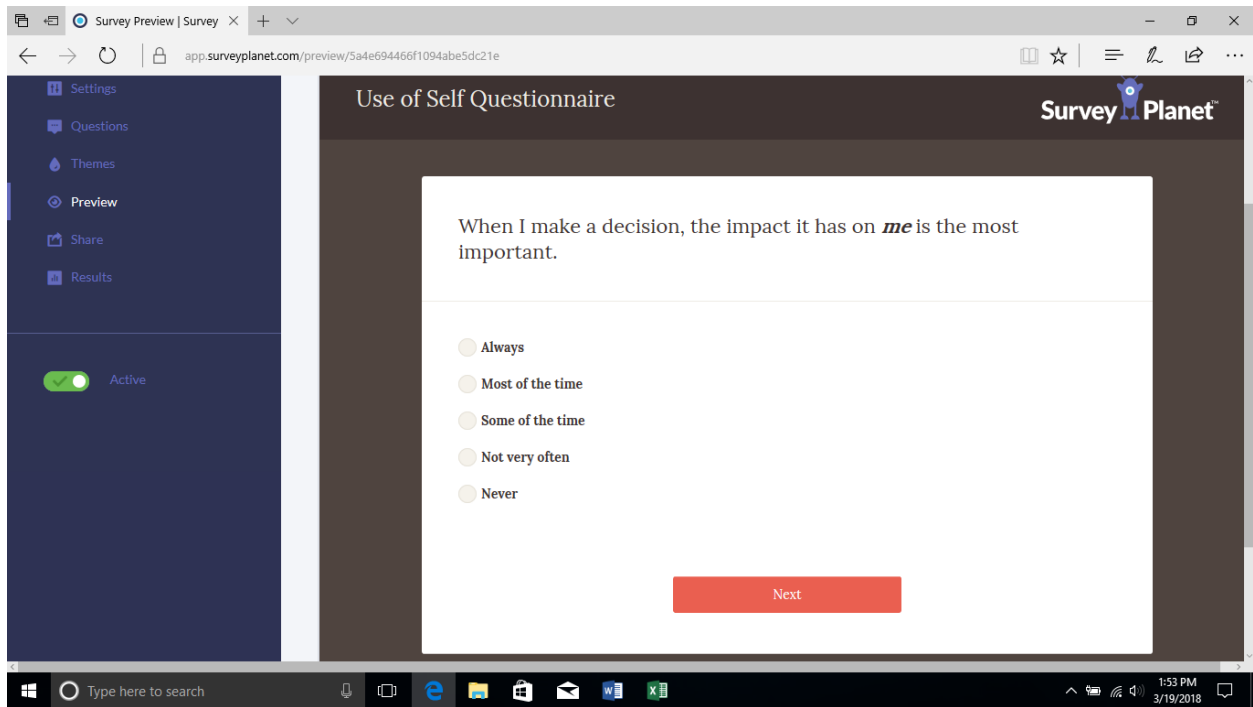 Survey Preview | Survey
app.surveyplanet.com/preview/5a4e694466f1094abe5dc21e
Settings
Questions
Themes
Preview
Share
Results
Active
Use of Self Questionnaire
Survey Planet™
When I make a decision, the impact it has on me is the most
important.
Always
Most of the time
Some of the time
Not very often
Never
Next
Type here to search
1:53 PM
3/19/2018